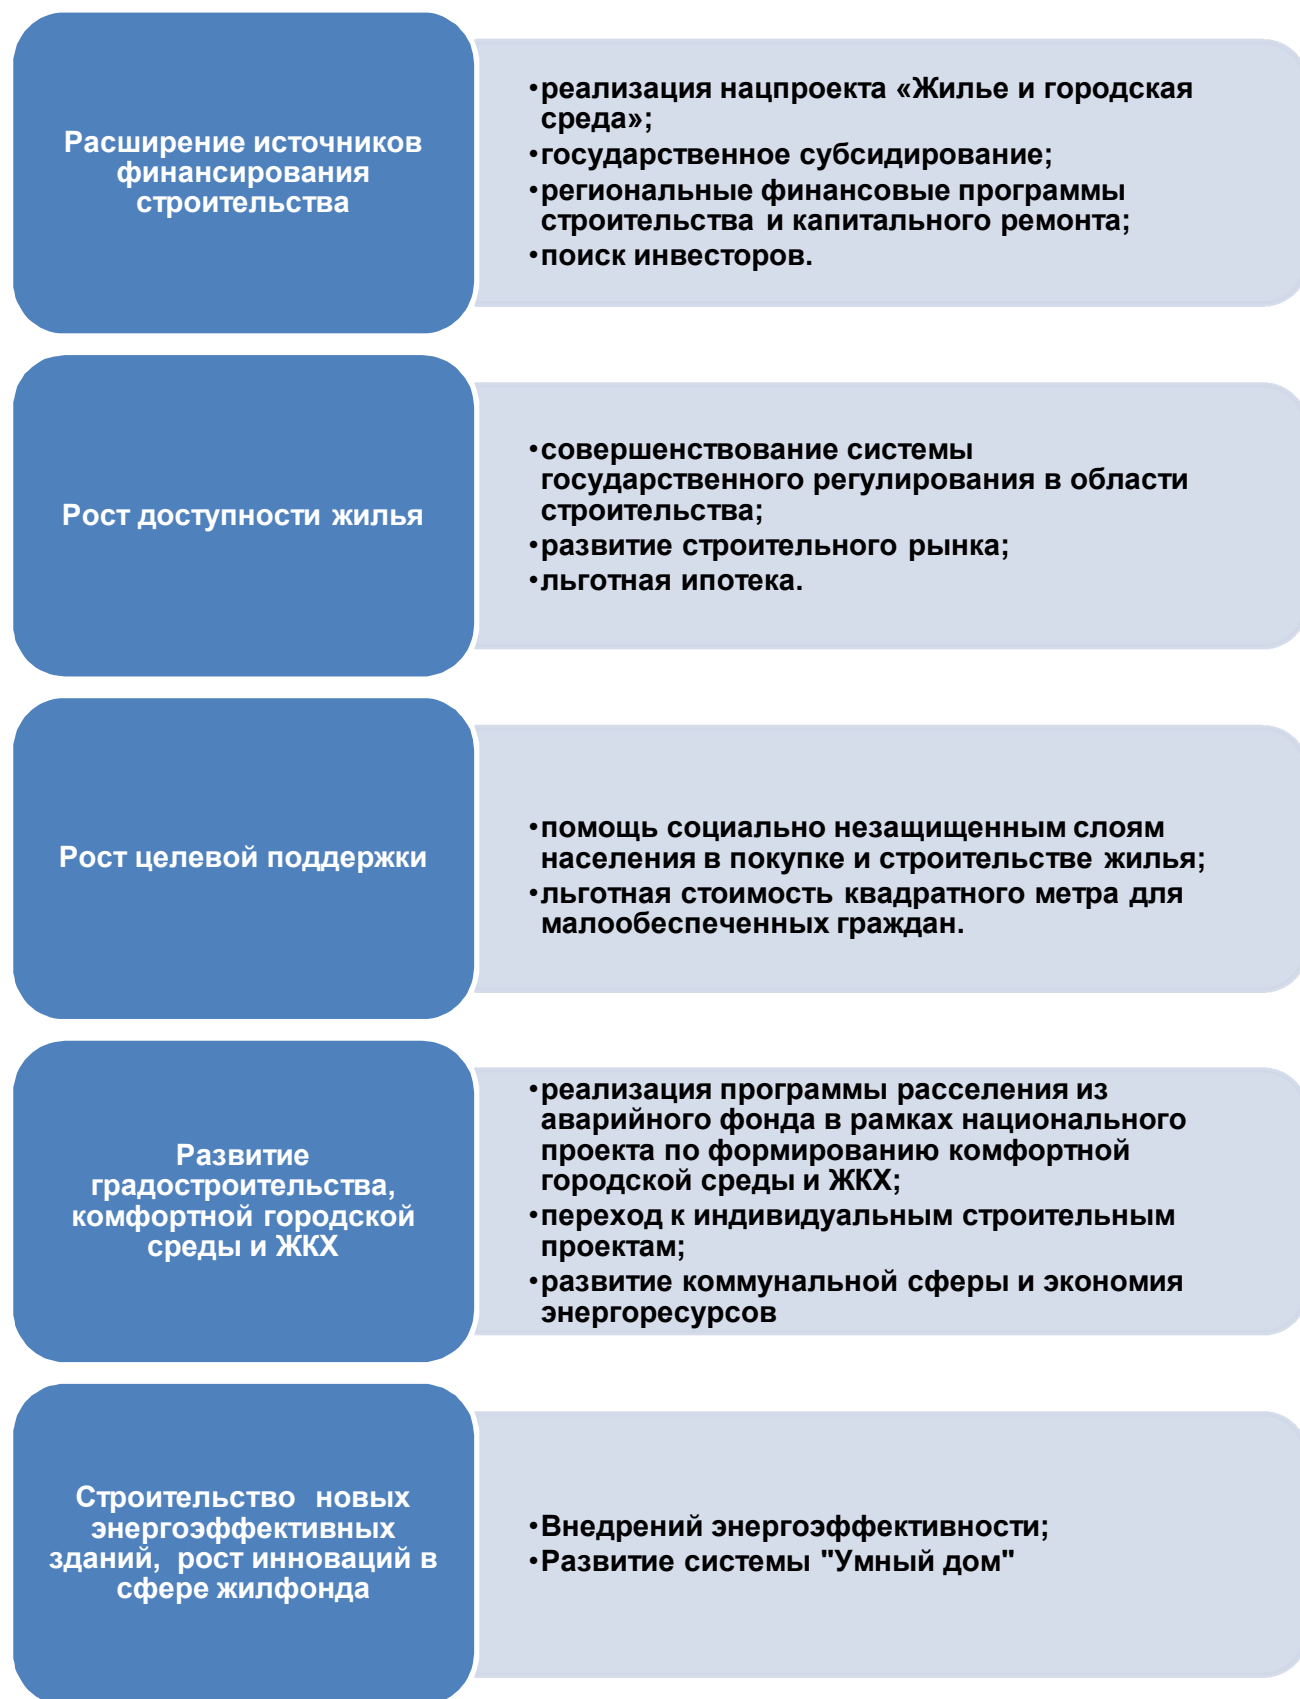 Расширение источников
финансирования
строительства
•реализация нацпроекта «Жилье и городская
среда»;
•государственное субсидирование;
•региональные финансовые программы
строительства и капитального ремонта;
•поиск инвесторов.
Рост доступности жилья
•совершенствование системы
государственного регулирования в области
строительства;
•развитие строительного рынка;
•льготная ипотека.
Рост целевой поддержки
•помощь социально незащищенным слоям
населения в покупке и строительстве жилья;
•льготная стоимость квадратного метра для
малообеспеченных граждан.
Развитие
градостроительства,
комфортной городской
среды и ЖКХ
•реализация программы расселения из
аварийного фонда в рамках национального
проекта по формированию комфортной
городской среды и ЖКХ;
•переход к индивидуальным строительным
проектам;
•развитие коммунальной сферы и экономия
энергоресурсов
Строительство новых
энергоэффективных
зданий, рост инноваций в
сфере жилфонда
•Внедрений энергоэффективности;
•Развитие системы "Умный дом"